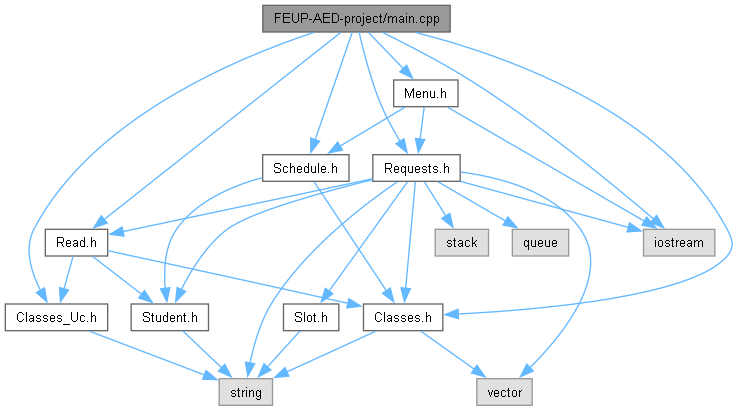 FEUP-AED-project/main.cpp
Menu.h
Schedule.h
Requests.h
Read.h
stack
queue
iostream
Classes_Uc.h
Student.h
Slot.h
Classes.h
string
vector